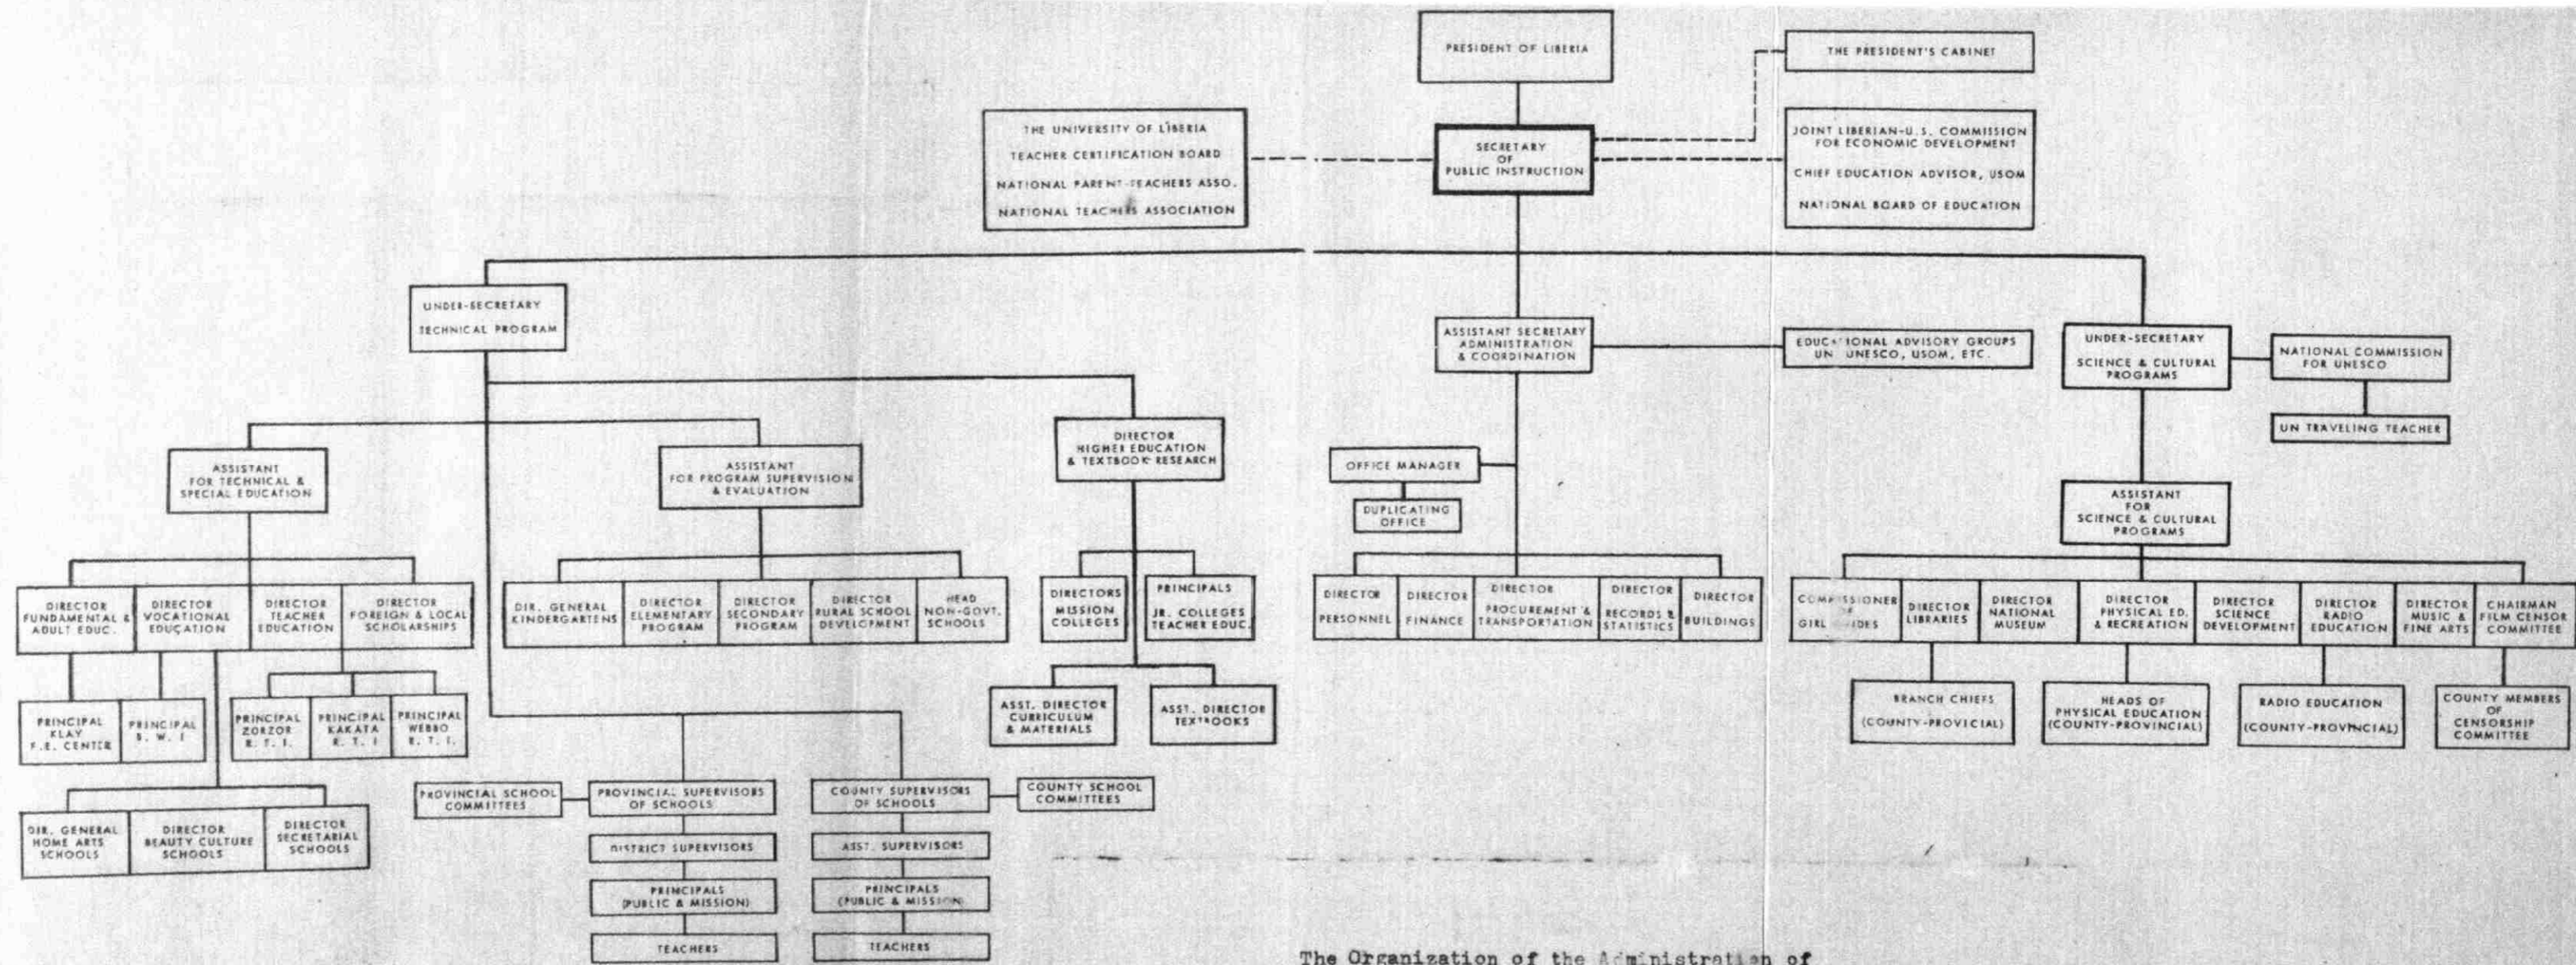 PRESIDENT OF LIBERIA
THE PRESIDENT'S CABINET
THE UNIVERSITY OF LIBERIA
TEACHER CERTIFICATION BOARD
NATIONAL PARENT-TEACHERS ASSO.
NATIONAL TEACHERS ASSOCIATION
SECRETARY
OF
PUBLIC INSTRUCTION
JOINT LIBERIAN-U.S. COMMISSION
FOR ECONOMIC DEVELOPMENT
CHIEF EDUCATION ADVISOR, USOM
NATIONAL BOARD OF EDUCATION
UNDER-SECRETARY
TECHNICAL PROGRAM
ASSISTANT SECRETARY
ADMINISTRATION
& COORDINATION
EDUCATIONAL ADVISORY GROUPS
UN UNESCO, USOM, ETC.
UNDER-SECRETARY
SCIENCE & CULTURAL
PROGRAMS
NATIONAL COMMISSION
FOR UNESCO
UN TRAVELING TEACHER
ASSISTANT
FOR TECHNICAL &
SPECIAL EDUCATION
ASSISTANT
FOR PROGRAM SUPERVISION
& EVALUATION
DIRECTOR
HIGHER EDUCATION
& TEXTBOOK RESEARCH
OFFICE MANAGER
DUPLICATING
OFFICE
ASSISTANT
FOR
SCIENCE & CULTURAL
PROGRAMS
DIRECTOR
FUNDAMENTAL &
ADULT EDUC.
DIRECTOR
VOCATIONAL
EDUCATION
DIRECTOR
TEACHER
EDUCATION
DIRECTOR
FOREIGN & LOCAL
SCHOLARSHIPS
DIR. GENERAL
KINDERGARTENS
DIRECTOR
ELEMENTARY
PROGRAM
DIRECTOR
SECONDARY
PROGRAM
DIRECTOR
RURAL SCHOOL
DEVELOPMENT
HEAD
NON-GOVT.
SCHOOLS
DIRECTORS
MISSION
COLLEGES
PRINCIPALS
JR. COLLEGES
TEACHER EDUC.
DIRECTOR
PERSONNEL
DIRECTOR
FINANCE
DIRECTOR
PROCUREMENT &
TRANSPORTATION
DIRECTOR
RECORDS &
STATISTICS
DIRECTOR
BUILDINGS
COMMISSIONER
GIRL
DIRECTOR
LIBRARIES
DIRECTOR
NATIONAL
MUSEUM
DIRECTOR
PHYSICAL ED.
& RECREATION
DIRECTOR
SCIENCE
DEVELOPMENT
DIRECTOR
RADIO
EDUCATION
DIRECTOR
MUSIC &
FINE ARTS
CHAIRMAN
FILM CENSOR
COMMITTEE
PRINCIPAL
KLAY
F.E. CENTER
PRINCIPAL
B. W. I
PRINCIPAL
ZORZOR
R. T. I.
PRINCIPAL
KAKATA
R. T. I
PRINCIPAL
WEBBO
R. T. I.
ASST. DIRECTOR
CURRICULUM
& MATERIALS
ASST. DIRECTOR
TEXTBOOKS
BRANCH CHIEFS
(COUNTY-PROVICIAL)
HEADS OF
PHYSICAL EDUCATION
(COUNTY-PROVINCIAL)
RADIO EDUCATION
(COUNTY-PROVINCIAL)
COUNTY MEMBERS
OF
CENSORSHIP
COMMITTEE
DIR. GENERAL
HOME ARTS
SCHOOLS
DIRECTOR
BEAUTY CULTURE
SCHOOLS
DIRECTOR
SECRETARIAL
SCHOOLS
PROVINCIAL SCHOOL
COMMITTEES
PROVINCIAL SUPERVISORS
OF SCHOOLS
COUNTY SUPERVISORS
OF SCHOOLS
COUNTY SCHOOL
COMMITTEES
DISTRICT SUPERVISORS
ASST. SUPERVISORS
PRINCIPALS
(PUBLIC & MISSION)
PRINCIPALS
(PUBLIC & MISSION)
TEACHERS
TEACHERS
The Organization of the Administration of